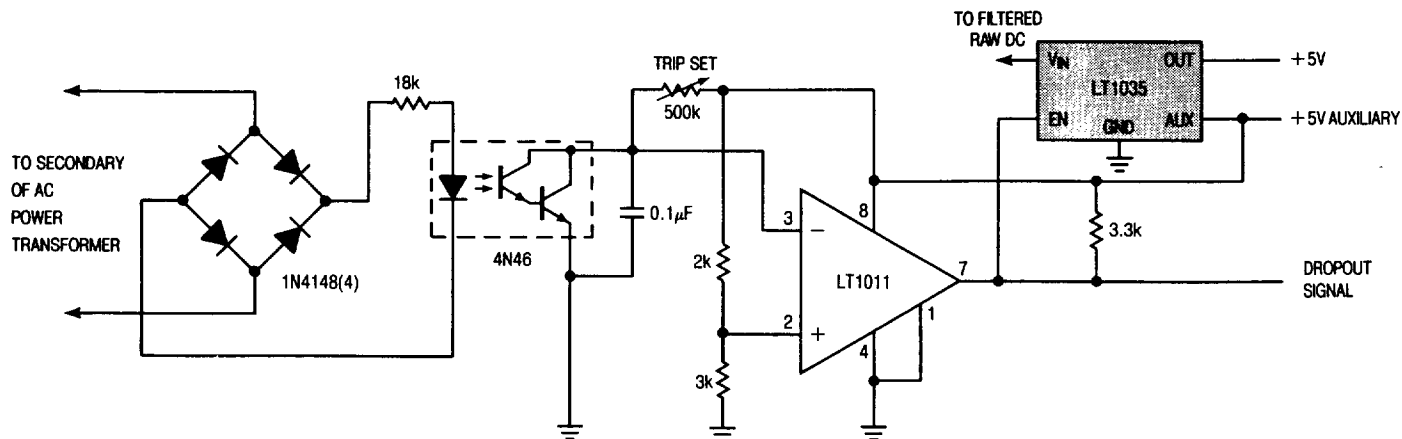 TO SECONDARY
OF AC
POWER
TRANSFORMER
1N4148(4)
18k
4N46
0.1μF
TRIP SET
500k
2k
3k
3
−
2
+
8
LT1011
7
1
4
TO FILTERED
RAW DC
VIN
OUT
LT1035
EN
GND
AUX
+5V
+5V AUXILIARY
3.3k
DROPOUT
SIGNAL